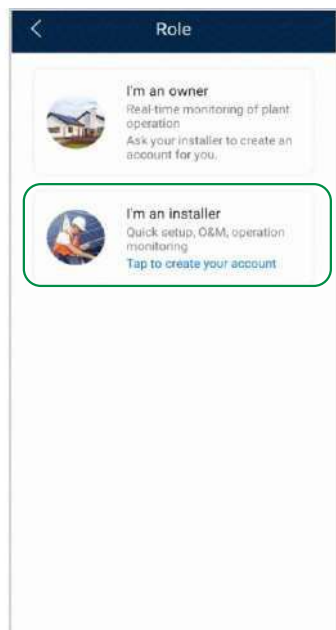 Role
I'm an owner
Real-time monitoring of plant
operation
Ask your installer to create an
account for you.
I'm an installer
Quick setup, O&M, operation
monitoring
Tap to create your account